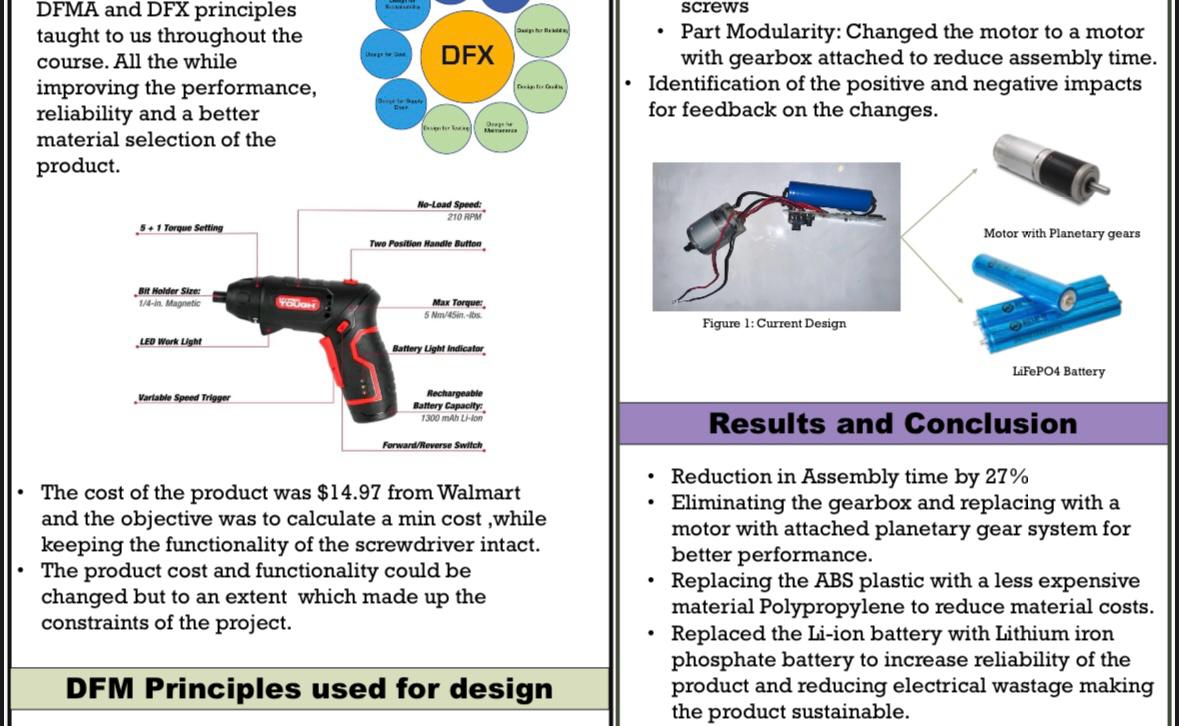 DFMA and DFX principles
taught to us throughout the
course. All the while
improving the performance,
reliability and a better
material selection of the
product.
Design for Reliability
Design for Cost
DFX
Design for Quality
Design for Supply
Chain
Design for Testing
Design for
Maintenance
No-Load Speed:
210 RPM
5 + 1 Torque Setting
Two Position Handle Button
Bit Holder Size:
1/4-in. Magnetic
HYPER
TOUGH
Max Torque:
5 Nm/45in.-lbs.
LED Work Light
Battery Light Indicator
Variable Speed Trigger
Rechargeable
Battery Capacity:
1300 mAh Li-Ion
Forward/Reverse Switch
• The cost of the product was $14.97 from Walmart
and the objective was to calculate a min cost ,while
keeping the functionality of the screwdriver intact.
• The product cost and functionality could be
changed but to an extent which made up the
constraints of the project.
DFM Principles used for design
screws
• Part Modularity: Changed the motor to a motor
with gearbox attached to reduce assembly time.
• Identification of the positive and negative impacts
for feedback on the changes.
Motor with Planetary gears
Figure 1: Current Design
LiFePO4 Battery
Results and Conclusion
• Reduction in Assembly time by 27%
• Eliminating the gearbox and replacing with a
motor with attached planetary gear system for
better performance.
• Replacing the ABS plastic with a less expensive
material Polypropylene to reduce material costs.
• Replaced the Li-ion battery with Lithium iron
phosphate battery to increase reliability of the
product and reducing electrical wastage making
the product sustainable.